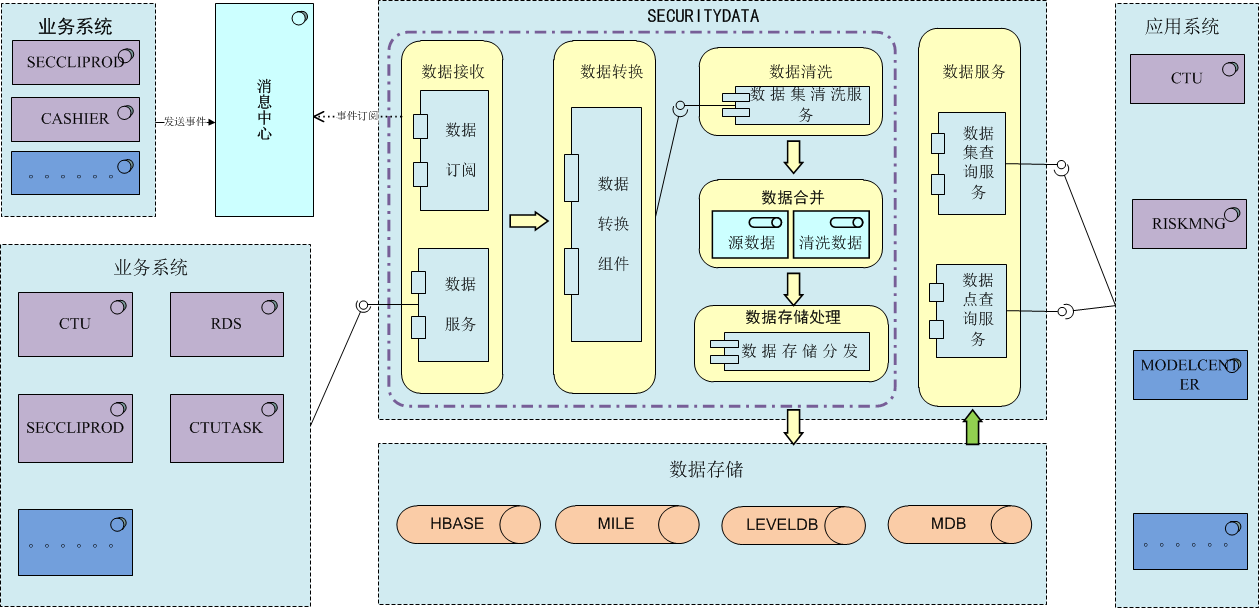 业务系统
SECCLIPROD
CASHIER
。。。。。。
发送事件
消息中心
事件订阅
业务系统
CTU
RDS
SECCLIPROD
CTUTASK
。。。。。。
SECURITYDATA
数据接收
数据
订阅
数据
服务
数据转换
数据
转换
组件
数据清洗
数据集清洗服
务
数据合并
源数据
清洗数据
数据存储处理
数据存储分发
数据服务
数据
集查
询服
务
数据
点查
询服
务
数据存储
HBASE
MILE
LEVELDB
MDB
应用系统
CTU
RISKMNG
MODELCENT
ER
。。。。。。